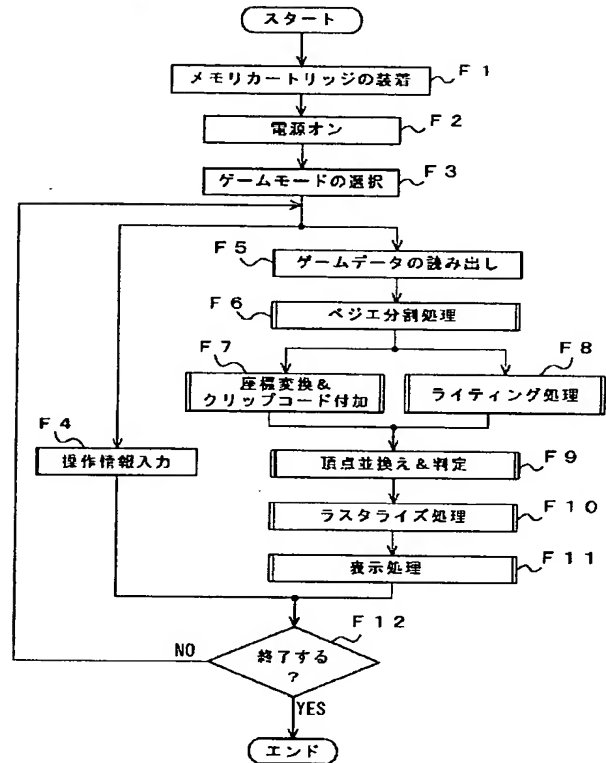 スタート
メモリカートリッジの装着
F1
電源オン
F2
ゲームモードの選択
F3
F5
ゲームデータの読み出し
F6
ベジエ分割処理
F7
座標変換&
クリップコード付加
F8
ライティング処理
F4
操作情報入力
頂点並換え&判定
F9
ラスタライズ処理
F10
表示処理
F11
F12
終了する
?
NO
YES
エンド